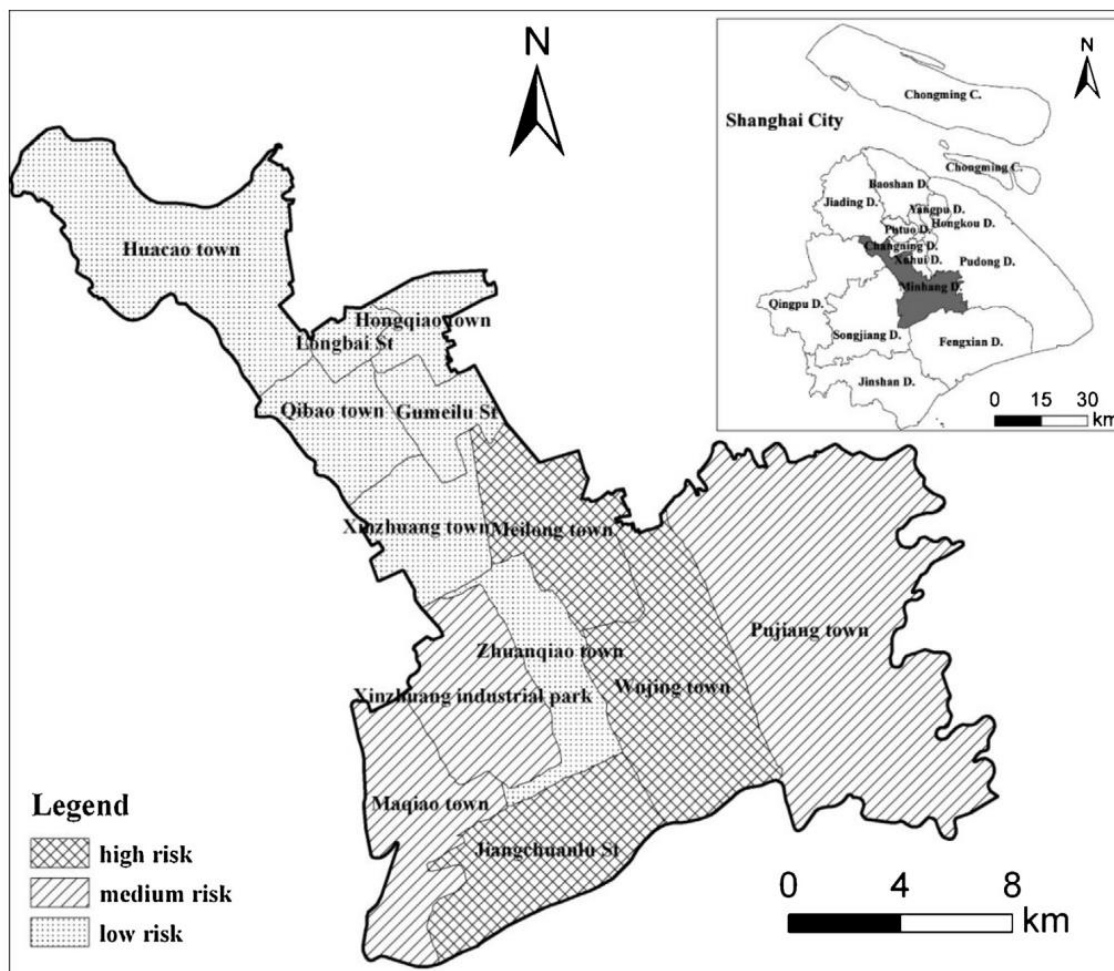 N
Huacao town
Hongqiao town
Longbai St
Qibao town
Gumeilu St
Xinzhuang town
Meilong town
Zhuanqiao town
Pujiang town
Xinzhuang industrial park
Wujing town
Maqiao town
Jiangchuanlu St
Legend
high risk
medium risk
low risk
0 4 8
km
N
Chongming C.
Shanghai City
Chongming C.
Baoshan D.
Jiading D.
Yangpu D.
Hongkou D.
Putuo D.
Changning D.
Xuhui D.
Pudong D.
Minhang D.
Qingpu D.
Songjiang D.
Fengxian D.
Jinshan D.
0 15 30
km